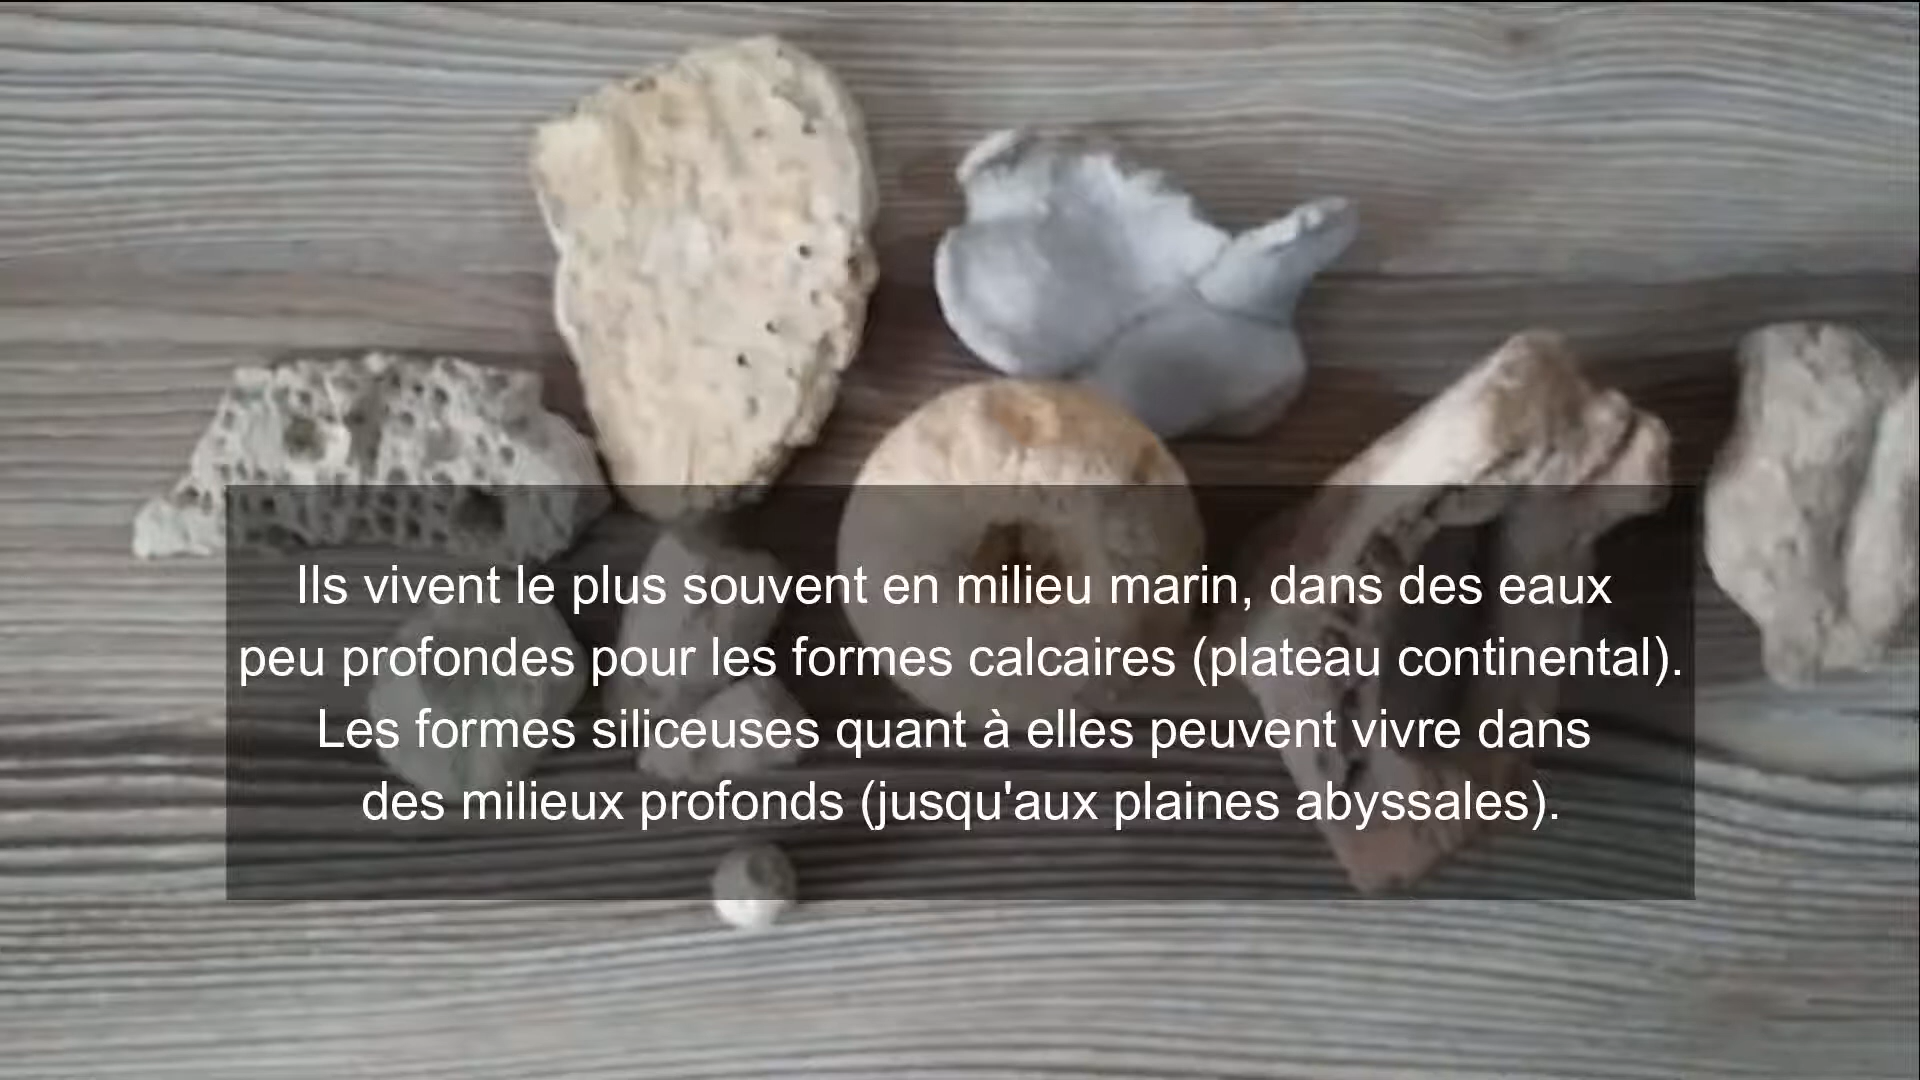 Ils vivent le plus souvent en milieu marin, dans des eaux
peu profondes pour les formes calcaires (plateau continental).
Les formes siliceuses quant à elles peuvent vivre dans
des milieux profonds (jusqu'aux plaines abyssales).